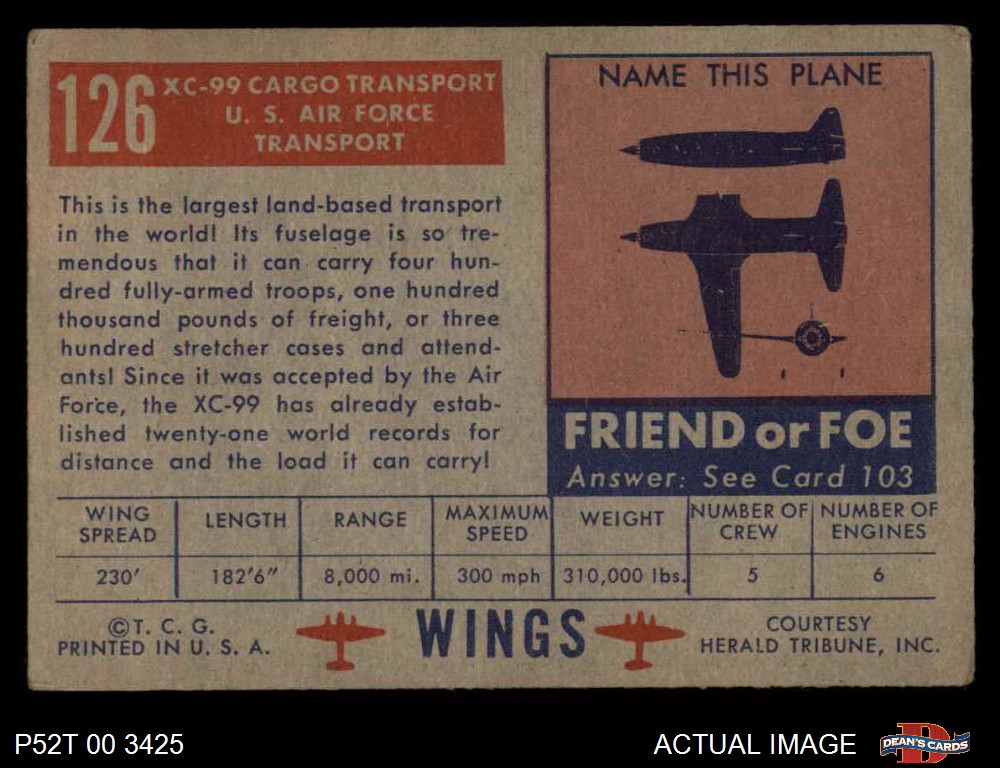 126
XC-99 CARGO TRANSPORT
U. S. AIR FORCE
TRANSPORT
This is the largest land-based transport
in the world! Its fuselage is so tre-
mendous that it can carry four hun-
dred fully-armed troops, one hundred
thousand pounds of freight, or three
hundred stretcher cases and attend-
ants! Since it was accepted by the Air
Force, the XC-99 has already estab-
lished twenty-one world records for
distance and the load it can carry!
NAME THIS PLANE
FRIEND or FOE
Answer: See Card 103
WING SPREAD LENGTH RANGE MAXIMUM SPEED WEIGHT NUMBER OF CREW NUMBER OF ENGINES
230′ 182′6″ 8,000 mi. 300 mph 310,000 lbs. 5 6
©T. C. G.
PRINTED IN U. S. A.
WINGS
COURTESY
HERALD TRIBUNE, INC.
P52T 00 3425
ACTUAL IMAGE
D
DEAN'S CARDS